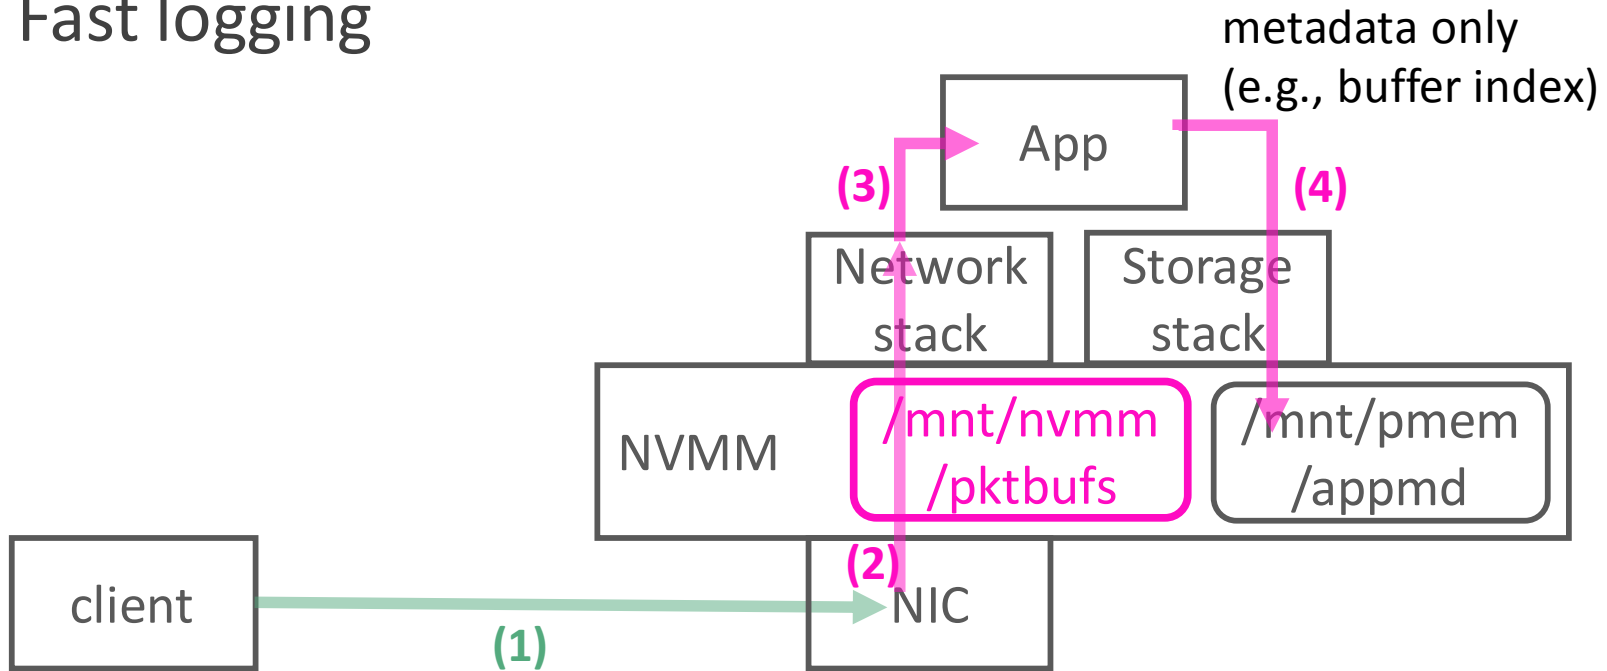 Fast logging
metadata only
(e.g., buffer index)
App
(3)
(4)
Network
stack
Storage
stack
NVMM
/mnt/nvmm
/pktbufs
/mnt/pmem
/appmd
(2)
client
NIC
(1)